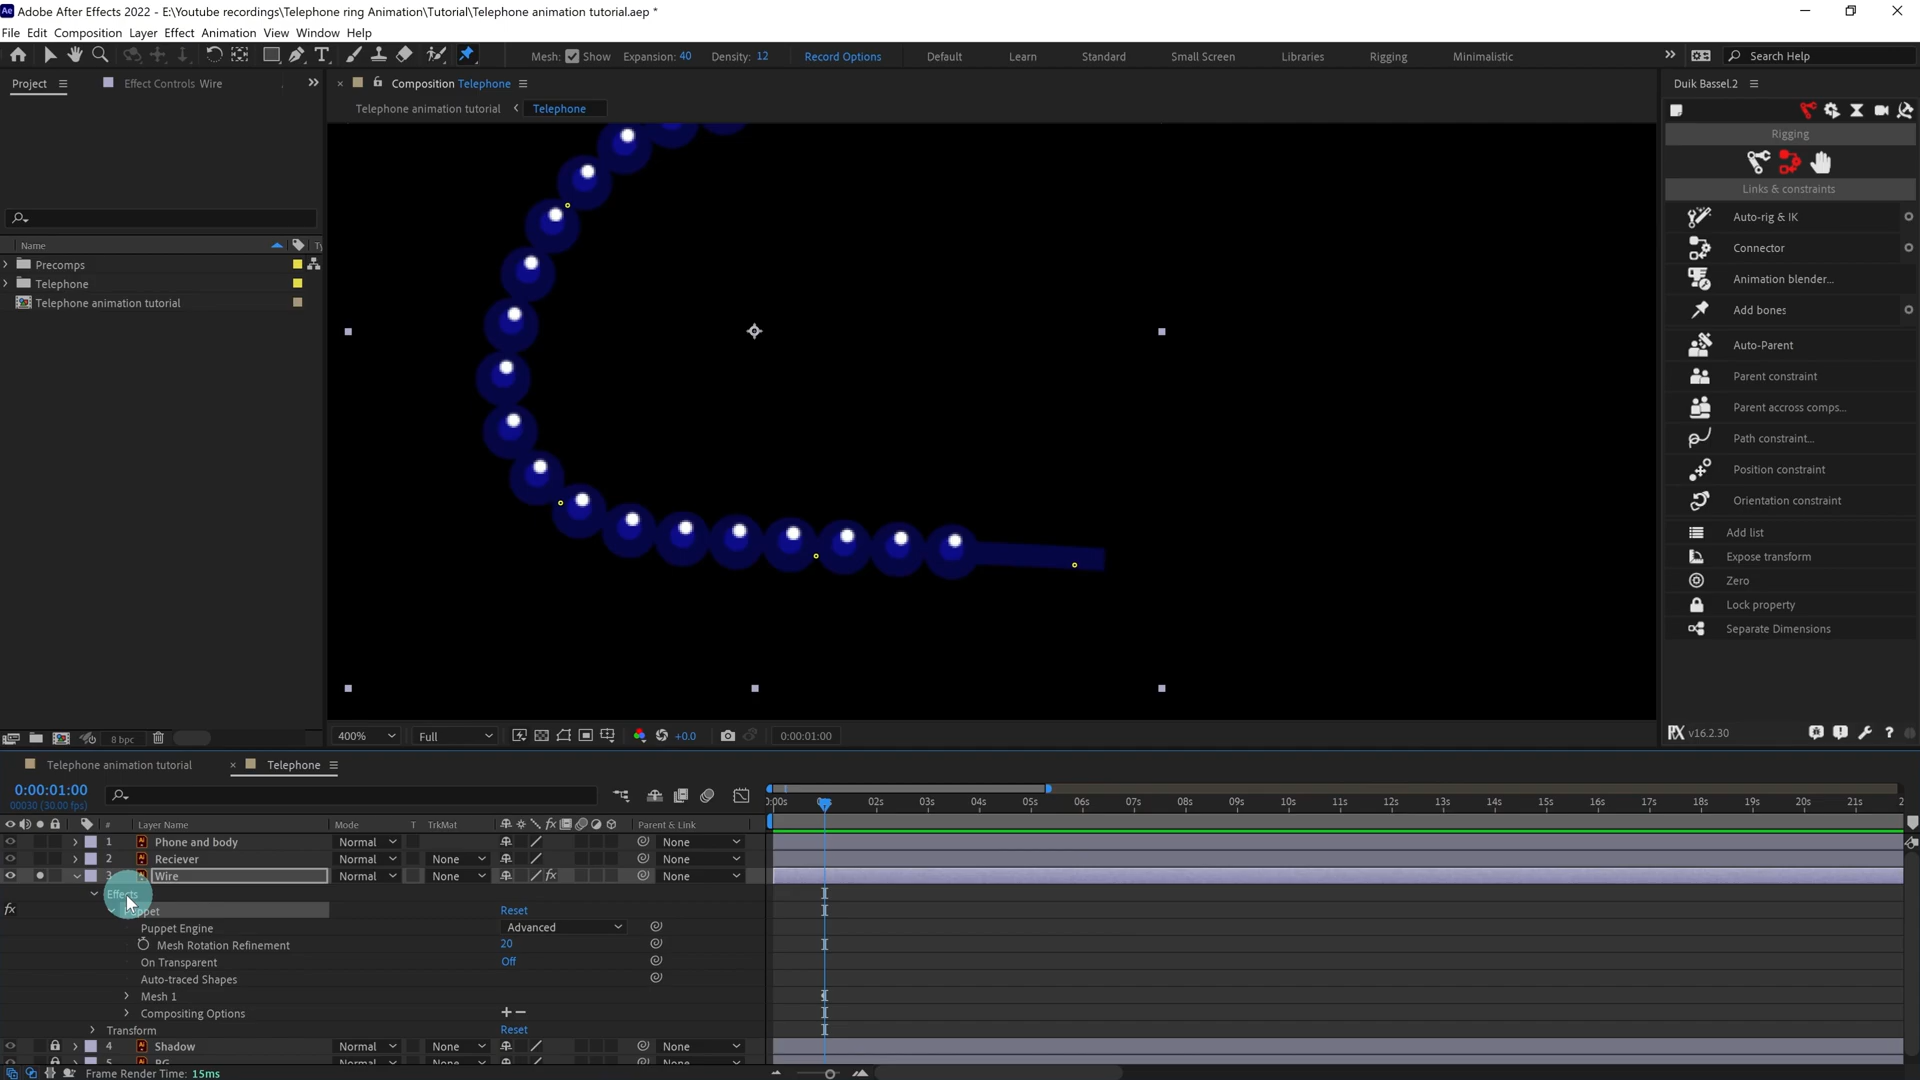 Adobe After Effects 2022 - E:\Youtube recordings\Telephone ring Animation\Tutorial\Telephone animation tutorial.aep *
File Edit Composition Layer Effect Animation View Window Help
Mesh: Show Expansion: 40 Density: 12 Record Options Default Learn Standard Small Screen Libraries Rigging Minimalistic Search Help
Project Effect Controls Wire Composition Telephone Duik Bassel.2
Telephone animation tutorial Telephone
Rigging
Links & constraints
Auto-rig & IK
Connector
Animation blender...
Add bones
Auto-Parent
Parent constraint
Parent accross comps...
Path constraint...
Position constraint
Orientation constraint
Add list
Expose transform
Zero
Lock property
Separate Dimensions
v16.2.30
Name Ty
Precomps
Telephone
Telephone animation tutorial
8 bpc
400% Full +0.0 0:00:01:00
Telephone animation tutorial Telephone
0:00:01:00
00030 (30.00 fps)
02s 03s 04s 05s 06s 07s 08s 09s 10s 11s 12s 13s 14s 15s 16s 17s 18s 19s 20s 21s 2
# Layer Name Mode T TrkMat Parent & Link
1 Phone and body Normal None
2 Reciever Normal None None
3 Wire Normal None None
Effects
Reset
Puppet Engine Advanced
Mesh Rotation Refinement 20
On Transparent Off
Auto-traced Shapes
Mesh 1
Compositing Options
Transform Reset
4 Shadow Normal None None
5 BG Normal None None
Frame Render Time: 15ms